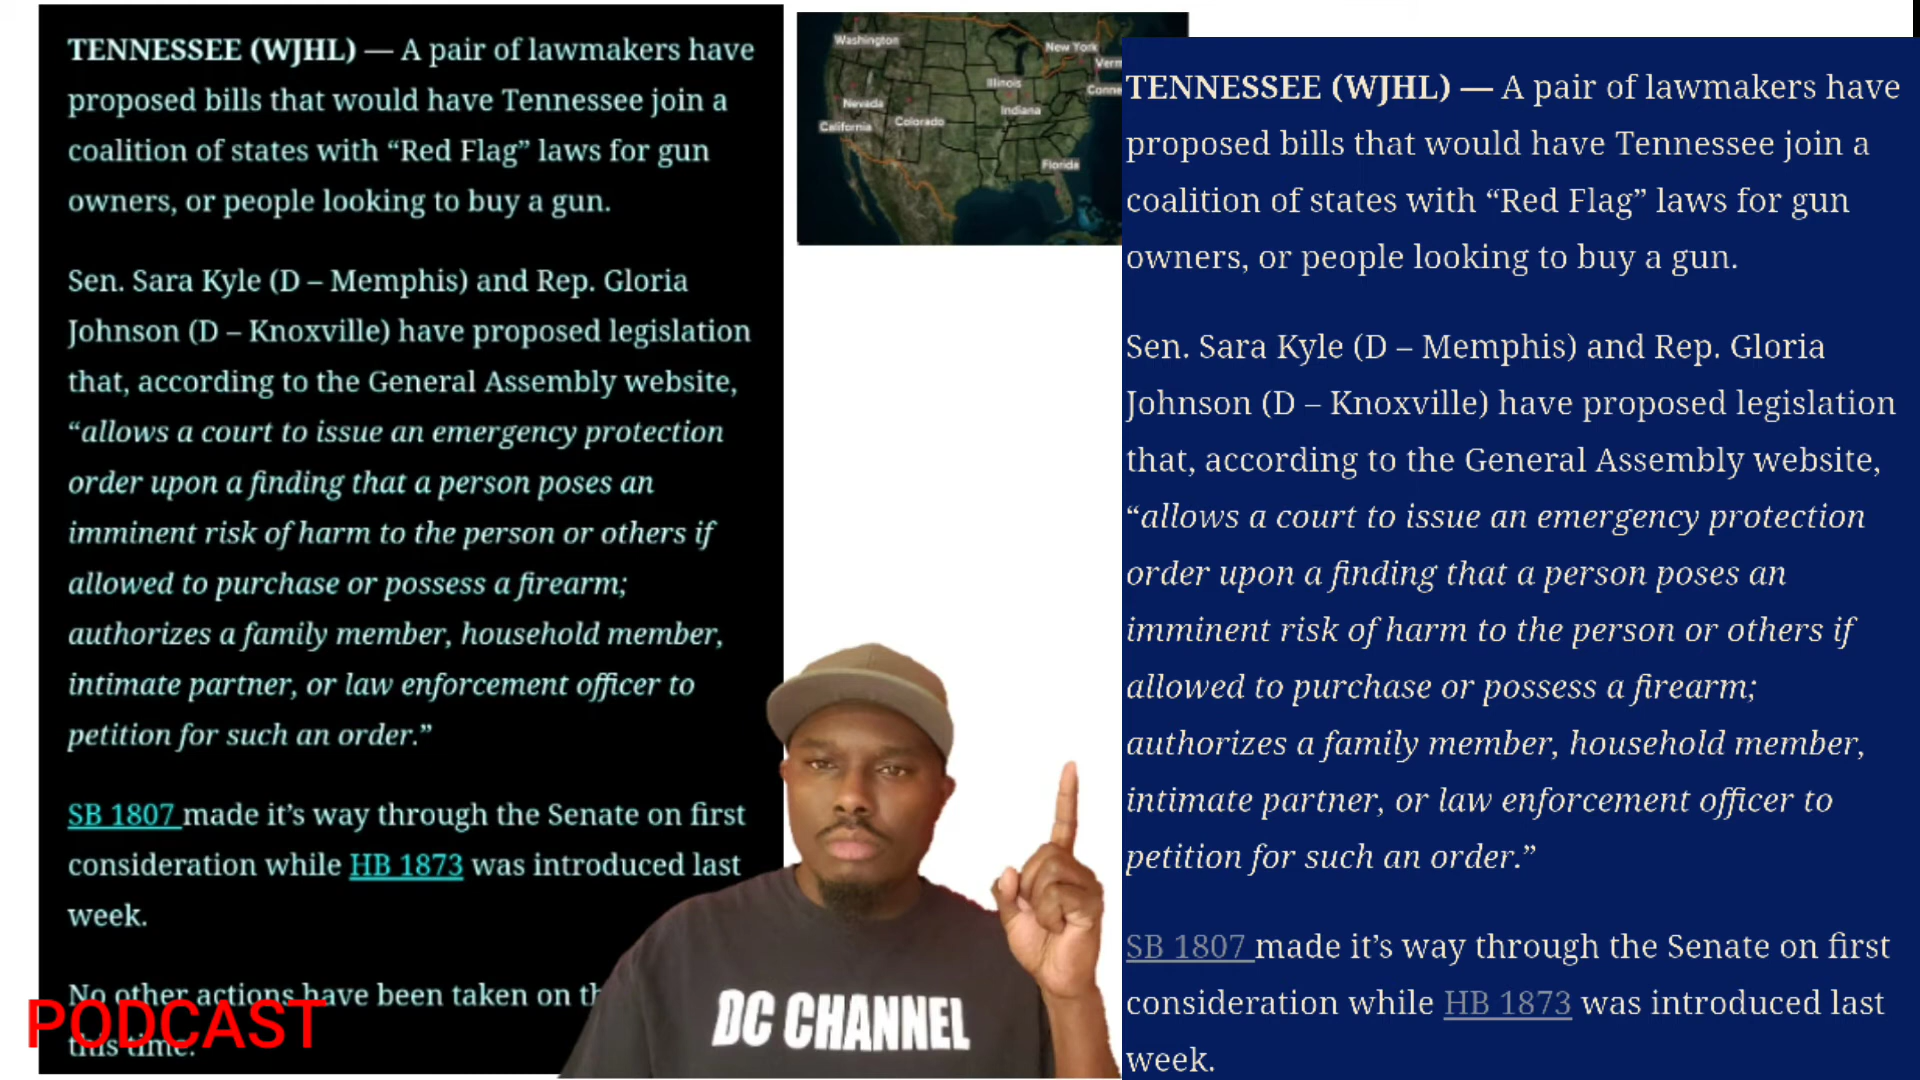 TENNESSEE (WJHL) — A pair of lawmakers have
proposed bills that would have Tennessee join a
coalition of states with “Red Flag” laws for gun
owners, or people looking to buy a gun.
Sen. Sara Kyle (D – Memphis) and Rep. Gloria
Johnson (D – Knoxville) have proposed legislation
that, according to the General Assembly website,
“allows a court to issue an emergency protection
order upon a finding that a person poses an
imminent risk of harm to the person or others if
allowed to purchase or possess a firearm;
authorizes a family member, household member,
intimate partner, or law enforcement officer to
petition for such an order.”
SB 1807 made it’s way through the Senate on first
consideration while HB 1873 was introduced last
week.
No other actions have been taken on
this time.
PODCAST
Washington
New York
Illinois
Nevada
Indiana
California
Colorado
Florida
DC CHANNEL
TENNESSEE (WJHL) — A pair of lawmakers have
proposed bills that would have Tennessee join a
coalition of states with “Red Flag” laws for gun
owners, or people looking to buy a gun.
Sen. Sara Kyle (D – Memphis) and Rep. Gloria
Johnson (D – Knoxville) have proposed legislation
that, according to the General Assembly website,
“allows a court to issue an emergency protection
order upon a finding that a person poses an
imminent risk of harm to the person or others if
allowed to purchase or possess a firearm;
authorizes a family member, household member,
intimate partner, or law enforcement officer to
petition for such an order.”
SB 1807 made it’s way through the Senate on first
consideration while HB 1873 was introduced last
week.